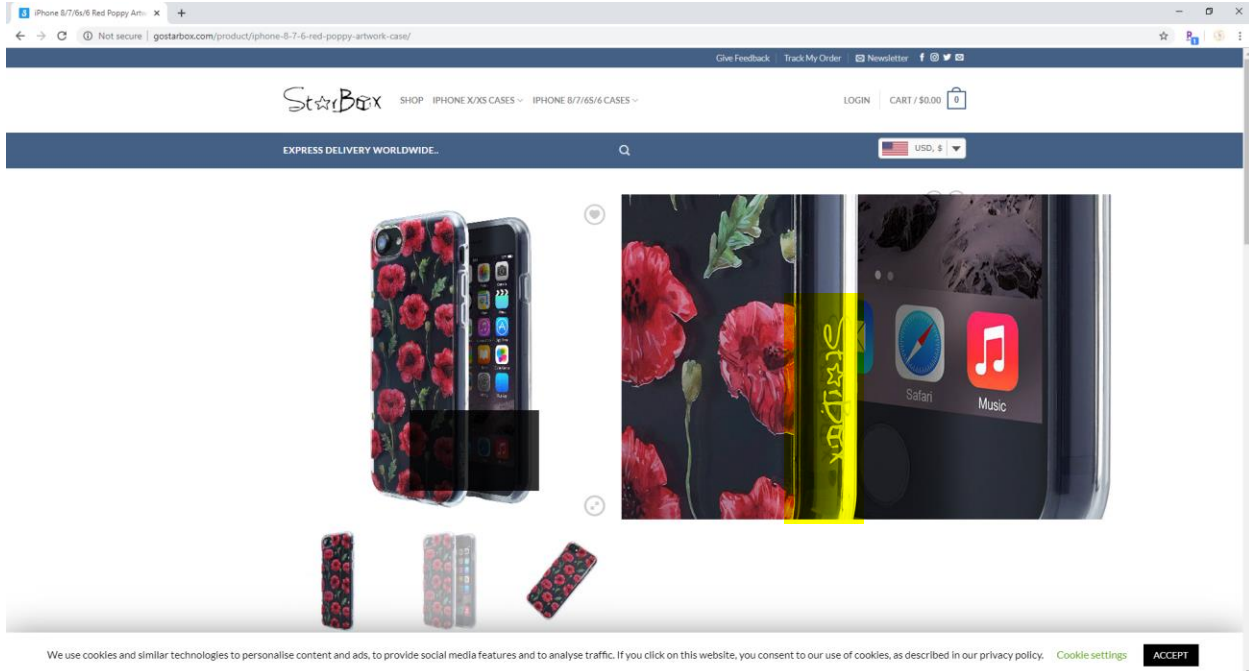 iPhone 8/7/6s/6 Red Poppy Art
Not secure | gostarbox.com/product/iphone-8-7-6-red-poppy-artwork-case/
Give Feedback | Track My Order | Newsletter
StarBox SHOP IPHONE X/XS CASES IPHONE 8/7/6S/6 CASES LOGIN CART / $0.00 0
EXPRESS DELIVERY WORLDWIDE.. USD, $
StarBox
Safari
Music
We use cookies and similar technologies to personalise content and ads, to provide social media features and to analyse traffic. If you click on this website, you consent to our use of cookies, as described in our privacy policy. Cookie settings ACCEPT